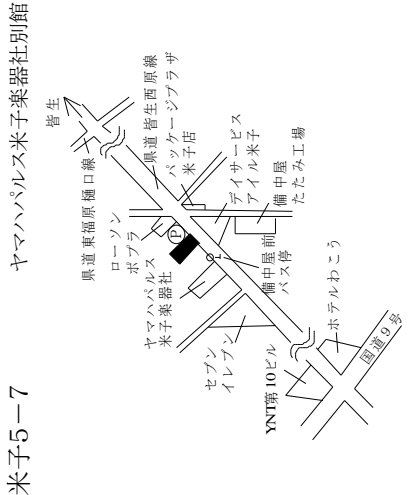 米子5－7
ヤマハパルス米子楽器社別館
皆生
県道東福原樋口線
県道皆生西原線
パッケージプラザ
米子店
ローソン
ポプラ
P
ヤマハパルス
米子楽器社
デイサービス
アイル米子
備中屋
たたみ工場
備中屋前
バス停
セブン
イレブン
ホテルわこう
YNT第10ビル
国道9号